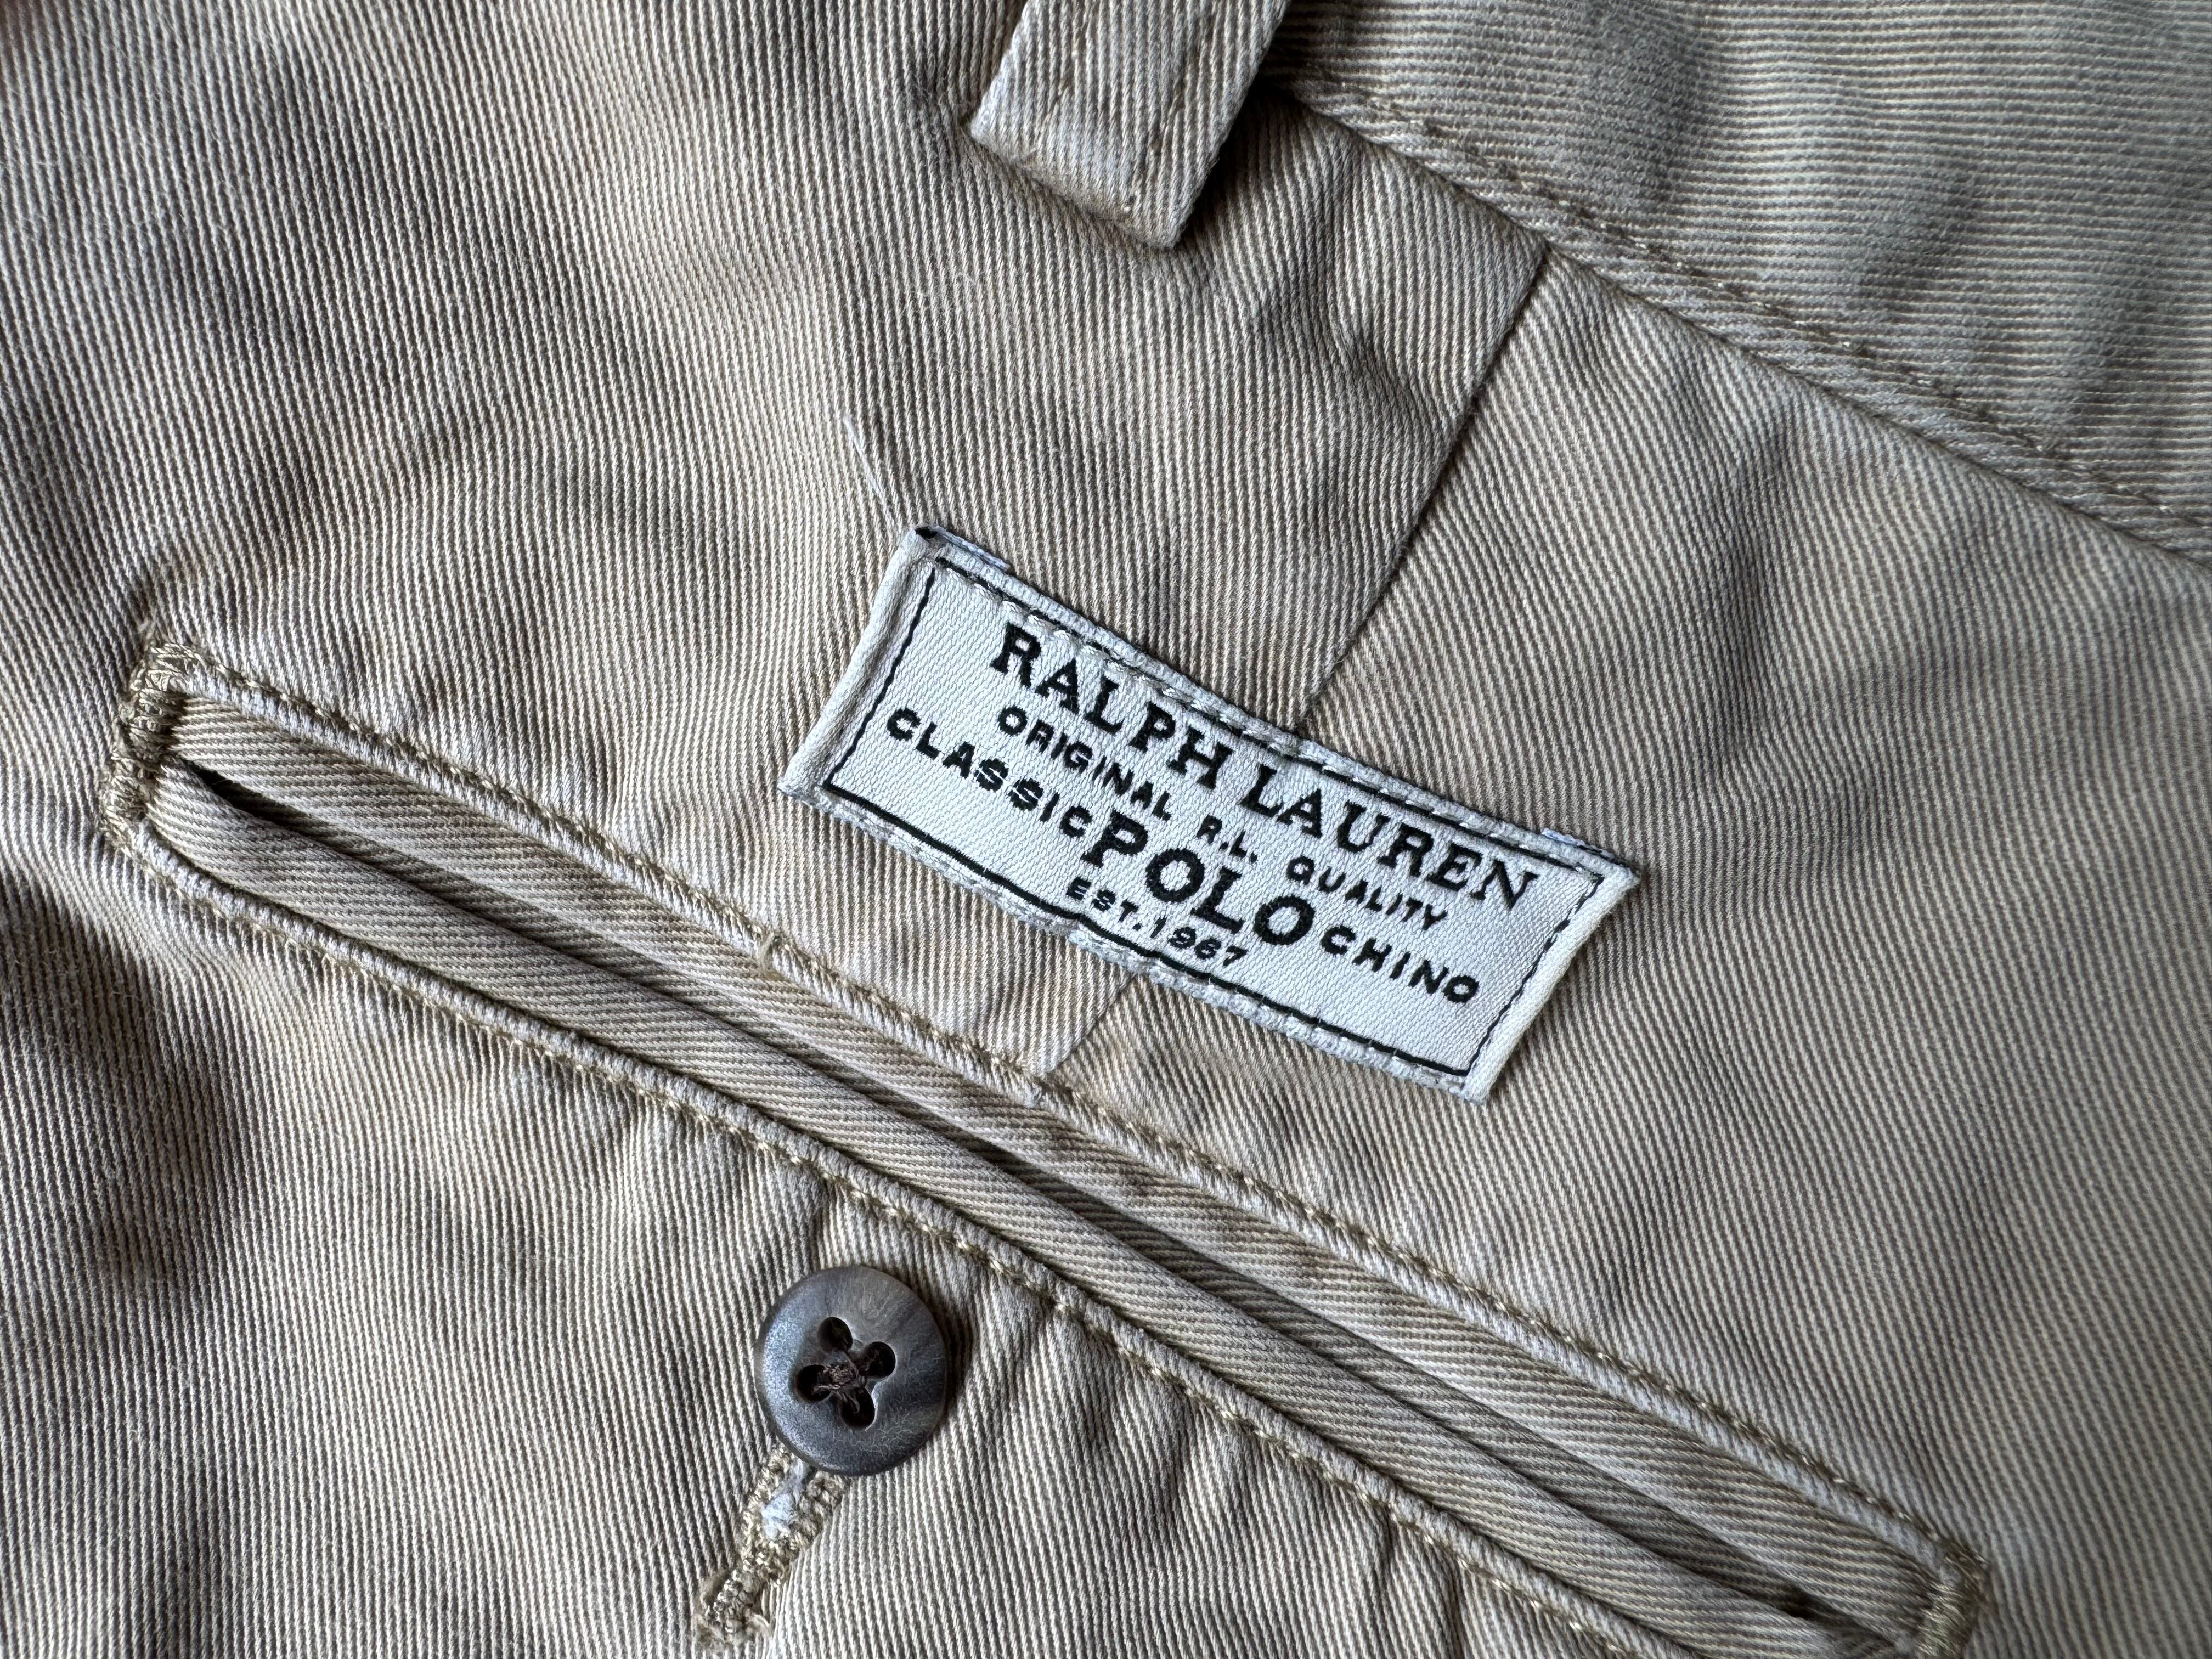 RALPH LAUREN
ORIGINAL R.L. QUALITY
CLASSIC POLO CHINO
EST. 1967